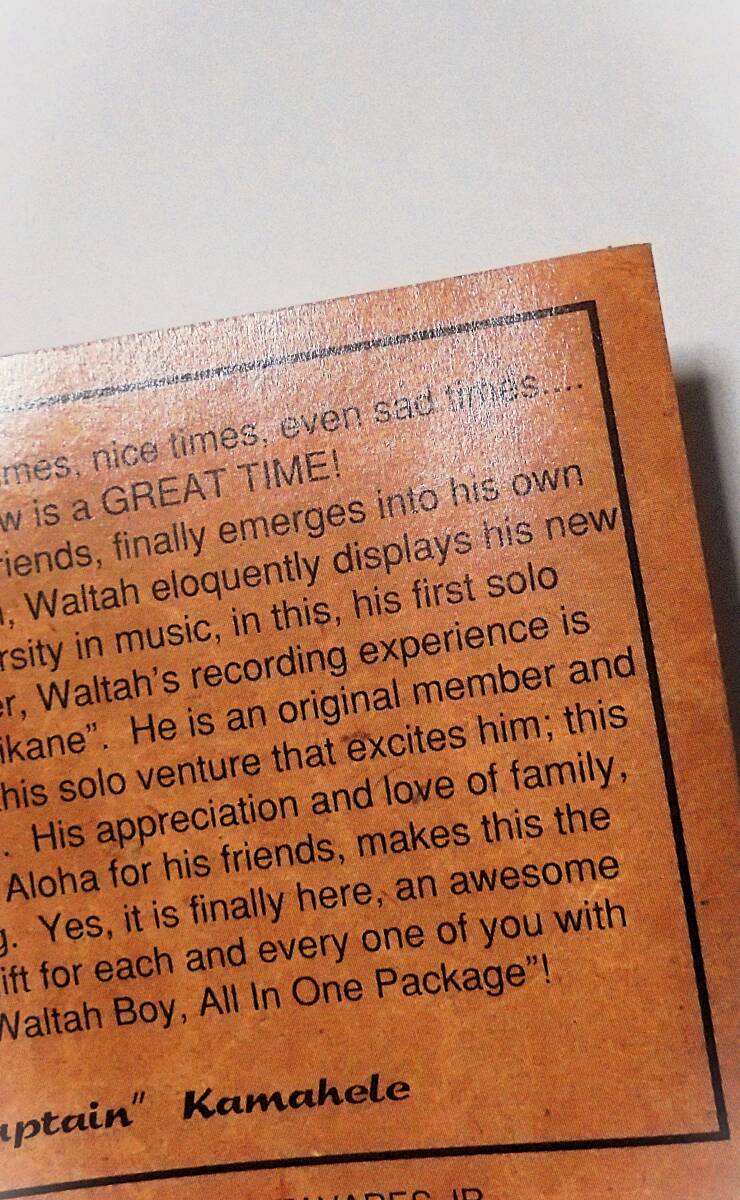 mes, nice times, even sad times....
w is a GREAT TIME!
riends, finally emerges into his own
, Waltah eloquently displays his new
rsity in music, in this, his first solo
er, Waltah's recording experience is
ikane". He is an original member and
his solo venture that excites him; this
. His appreciation and love of family,
Aloha for his friends, makes this the
g. Yes, it is finally here, an awesome
ift for each and every one of you with
Waltah Boy, All In One Package"!
aptain" Kamahele
JR